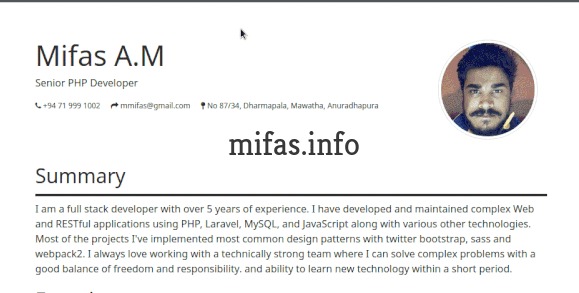 Mifas A.M
Senior PHP Developer
+94 71 999 1002 mmifas@gmail.com No 87/34, Dharmapala, Mawatha, Anuradhapura
mifas.info
Summary
I am a full stack developer with over 5 years of experience. I have developed and maintained complex Web
and RESTful applications using PHP, Laravel, MySQL, and JavaScript along with various other technologies.
Most of the projects I've implemented most common design patterns with twitter bootstrap, sass and
webpack2. I always love working with a technically strong team where I can solve complex problems with a
good balance of freedom and responsibility. and ability to learn new technology within a short period.